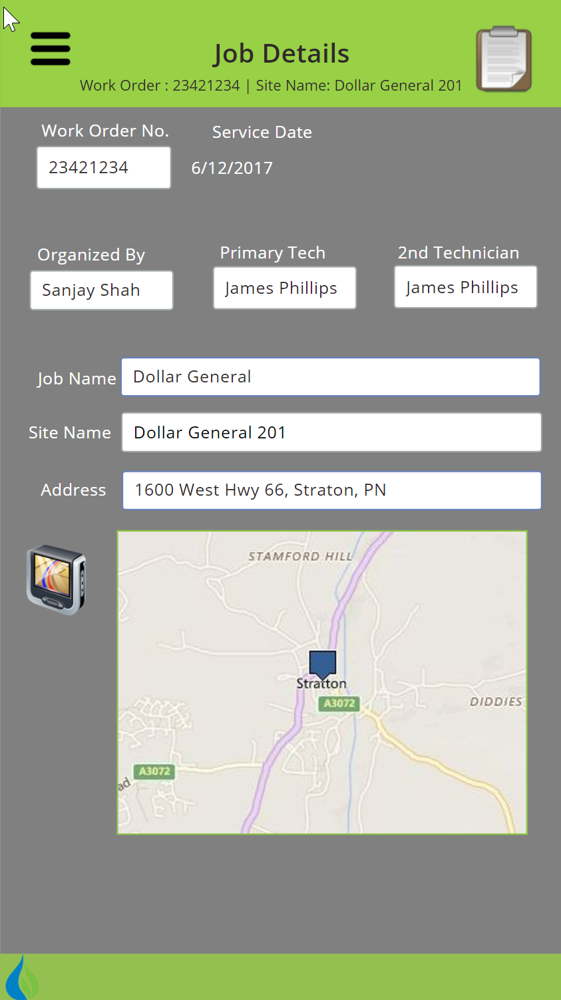 Job Details
Work Order : 23421234 | Site Name: Dollar General 201
Work Order No. Service Date
23421234 6/12/2017
Organized By Primary Tech 2nd Technician
Sanjay Shah James Phillips James Phillips
Job Name Dollar General
Site Name Dollar General 201
Address 1600 West Hwy 66, Straton, PN
STAMFORD HILL
Stratton
A3072
DIDDIES
A3072
ad